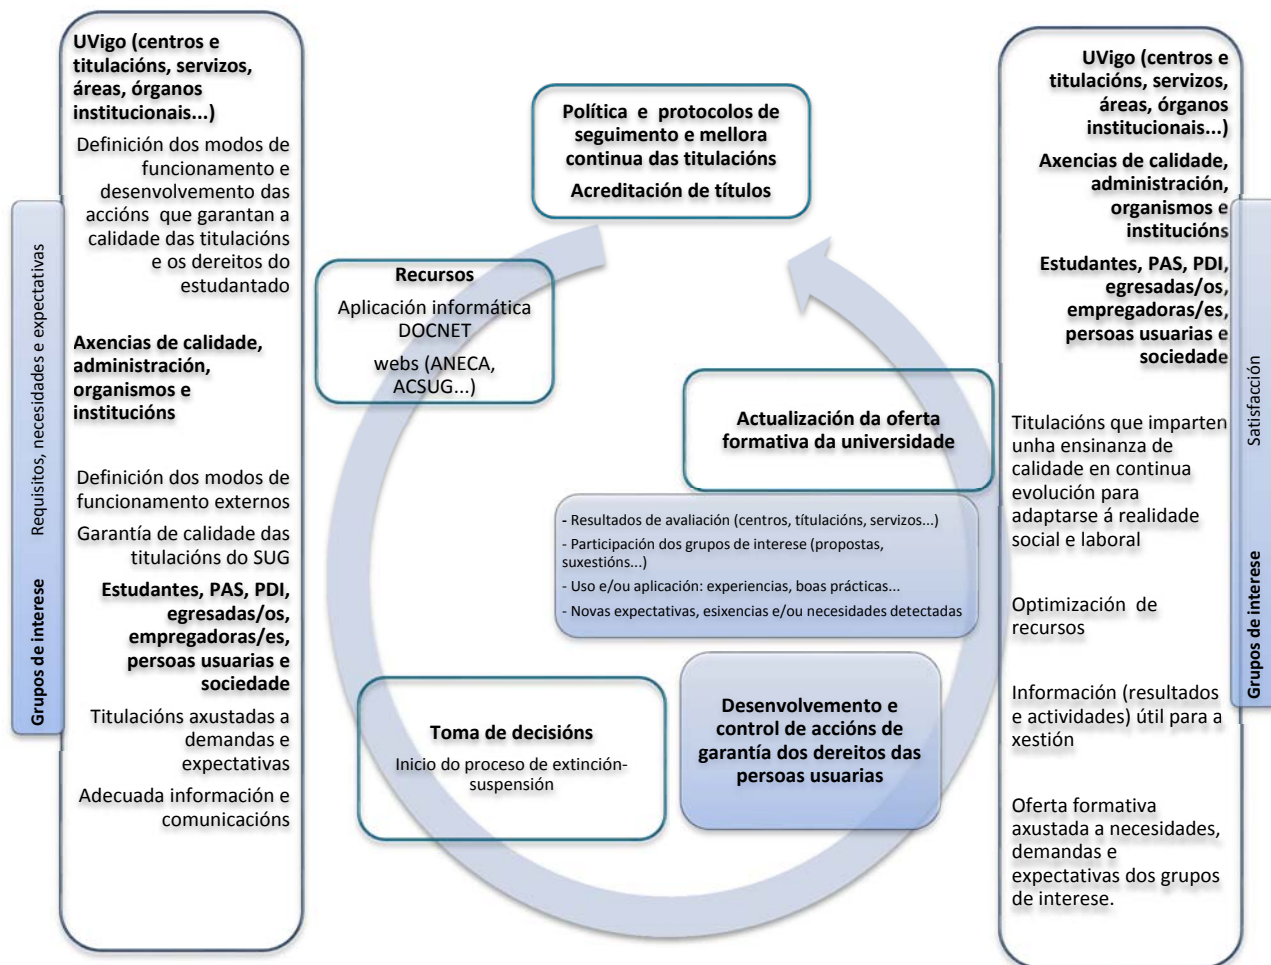 UVigo (centros e
titulacións, servizos,
áreas, órganos
institucionais...)
Definición dos modos de
funcionamento e
desenvolvemento das
accións que garantan a
calidade das titulacións
e os dereitos do
estudantado
Axencias de calidade,
administración,
organismos e
institucións
Definición dos modos de
funcionamento externos
Garantía de calidade das
titulacións do SUG
Estudantes, PAS, PDI,
egresadas/os,
empregadoras/es,
persoas usuarias e
sociedade
Titulacións axustadas a
demandas e
expectativas
Adecuada información e
comunicacións
Grupos de interese Requisitos, necesidades e expectativas
Política e protocolos de
seguimento e mellora
continua das titulacións
Acreditación de títulos
Recursos
Aplicación informática
DOCNET
webs (ANECA,
ACSUG...)
Actualización da oferta
formativa da universidade
- Resultados de avaliación (centros, títulacións, servizos...)
- Participación dos grupos de interese (propostas,
suxestións...)
- Uso e/ou aplicación: experiencias, boas prácticas...
- Novas expectativas, esixencias e/ou necesidades detectadas
Toma de decisións
Inicio do proceso de extinción-
suspensión
Desenvolvemento e
control de accións de
garantía dos dereitos das
persoas usuarias
UVigo (centros e
titulacións, servizos,
áreas, órganos
institucionais...)
Axencias de calidade,
administración,
organismos e
institucións
Estudantes, PAS, PDI,
egresadas/os,
empregadoras/es,
persoas usuarias e
sociedade
Titulacións que imparten
unha ensinanza de
calidade en continua
evolución para
adaptarse á realidade
social e laboral
Optimización de
recursos
Información (resultados
e actividades) útil para a
xestión
Oferta formativa
axustada a necesidades,
demandas e
expectativas dos grupos
de interese.
Grupos de interese Satisfacción